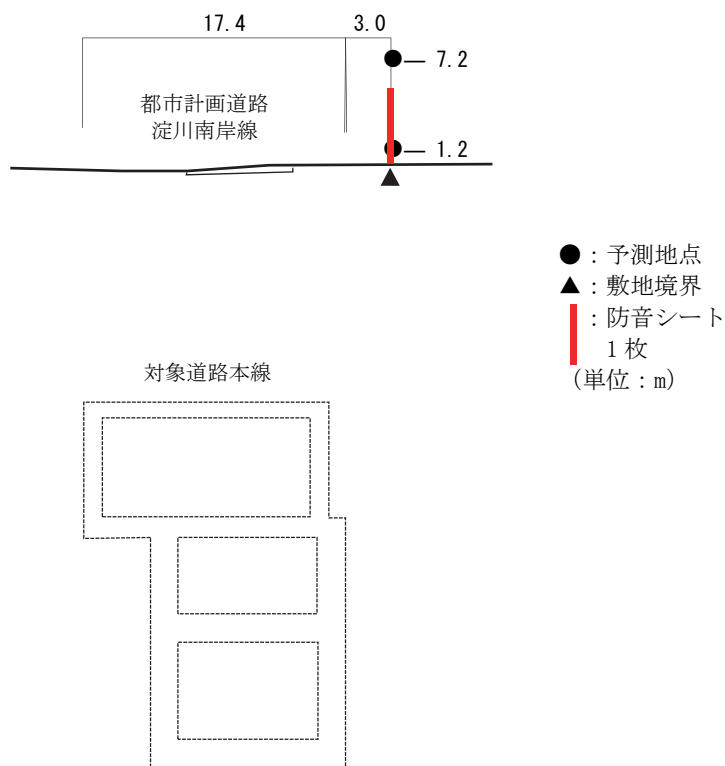 17.4
3.0
7.2
都市計画道路
淀川南岸線
1.2
●：予測地点
▲：敷地境界
：防音シート
1枚
（単位：m）
対象道路本線